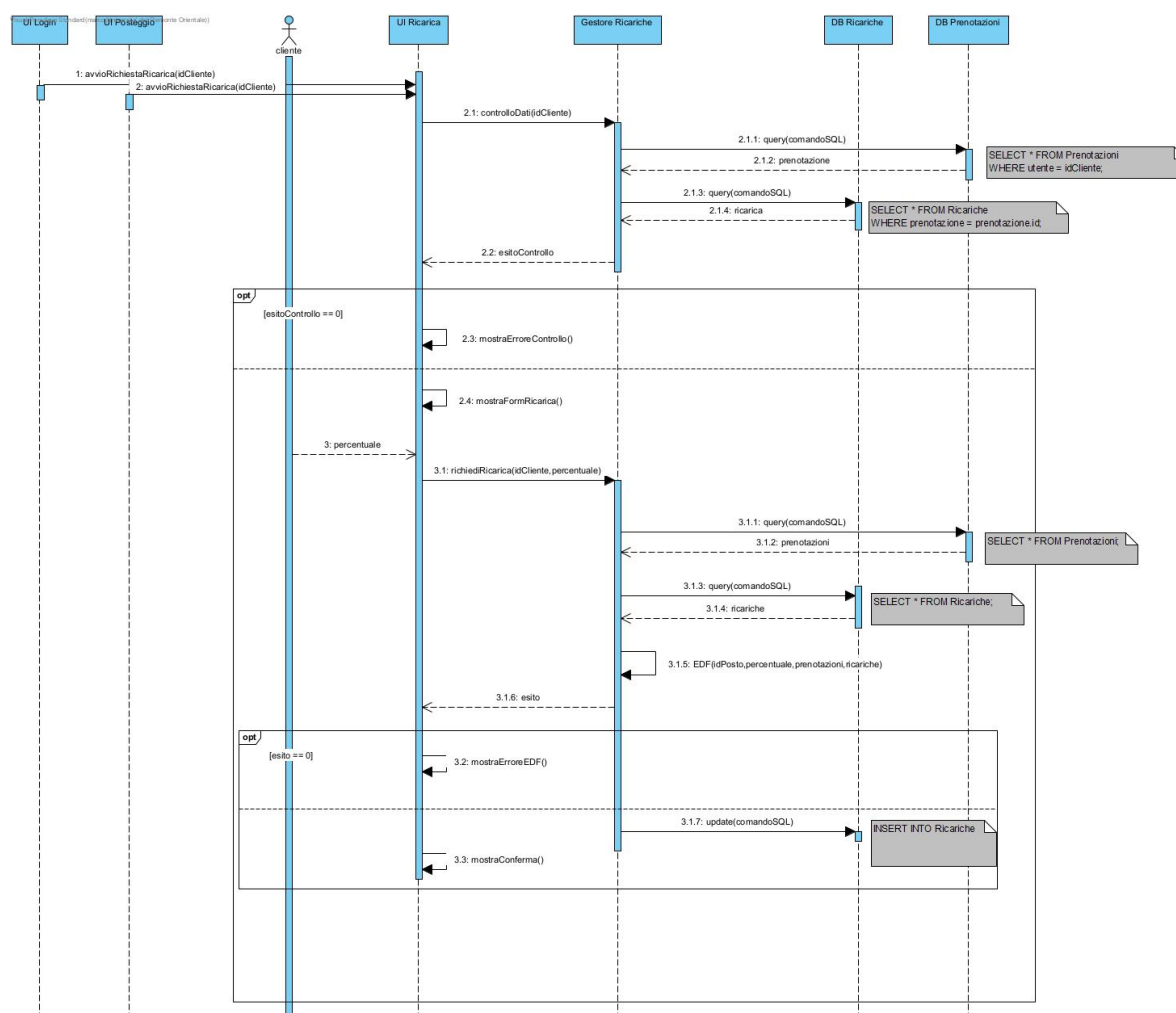 UI Login
UI Posteggio
cliente
UI Ricarica
Gestore Ricariche
DB Ricariche
DB Prenotazioni
1: avvioRichiestaRicarica(idCliente)
2: avvioRichiestaRicarica(idCliente)
2.1: controlloDati(idCliente)
2.1.1: query(comandoSQL)
SELECT * FROM Prenotazioni
WHERE utente = idCliente;
2.1.2: prenotazione
2.1.3: query(comandoSQL)
SELECT * FROM Ricariche
WHERE prenotazione = prenotazione.id;
2.1.4: ricarica
2.2: esitoControllo
opt
[esitoControllo == 0]
2.3: mostraErroreControllo()
2.4: mostraFormRicarica()
3: percentuale
3.1: richiediRicarica(idCliente,percentuale)
3.1.1: query(comandoSQL)
SELECT * FROM Prenotazioni;
3.1.2: prenotazioni
3.1.3: query(comandoSQL)
SELECT * FROM Ricariche;
3.1.4: ricariche
3.1.5: EDF(idPosto,percentuale,prenotazioni,ricariche)
3.1.6: esito
opt
[esito == 0]
3.2: mostraErroreEDF()
3.1.7: update(comandoSQL)
INSERT INTO Ricariche
3.3: mostraConferma()